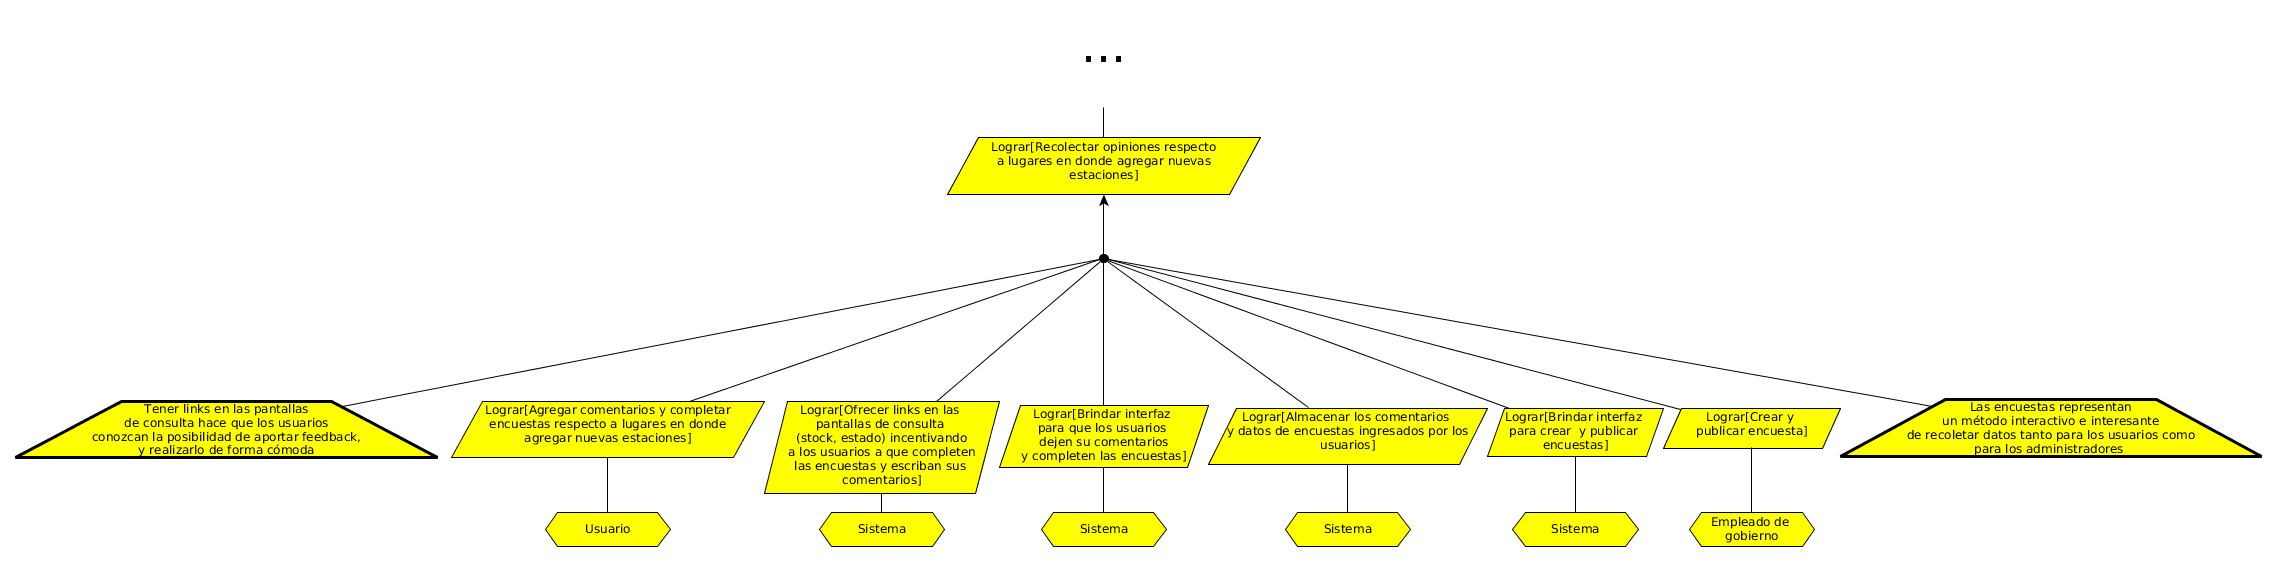 ...
Lograr[Recolectar opiniones respecto
a lugares en donde agregar nuevas
estaciones]
Tener links en las pantallas
de consulta hace que los usuarios
conozcan la posibilidad de aportar feedback,
y realizarlo de forma cómoda
Lograr[Agregar comentarios y completar
encuestas respecto a lugares en donde
agregar nuevas estaciones]
Lograr[Ofrecer links en las
pantallas de consulta
(stock, estado) incentivando
a los usuarios a que completen
las encuestas y escriban sus
comentarios]
Lograr[Brindar interfaz
para que los usuarios
dejen su comentarios
y completen las encuestas]
Lograr[Almacenar los comentarios
y datos de encuestas ingresados por los
usuarios]
Lograr[Brindar interfaz
para crear  y publicar
encuestas]
Lograr[Crear y
publicar encuesta]
Las encuestas representan
un método interactivo e interesante
de recoletar datos tanto para los usuarios como
para los administradores
Usuario
Sistema
Sistema
Sistema
Sistema
Empleado de
gobierno